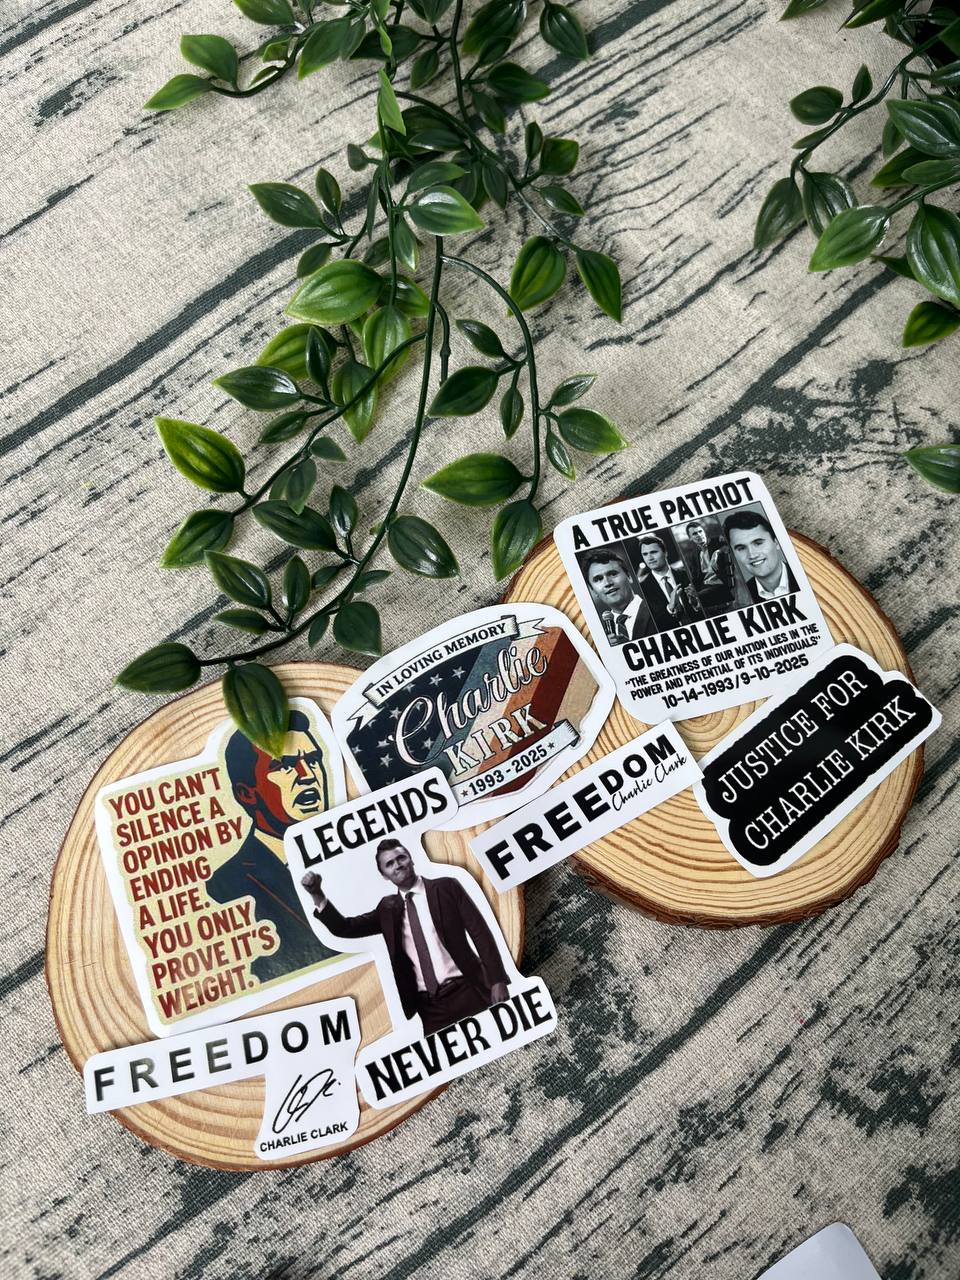 A TRUE PATRIOT
CHARLIE KIRK
"THE GREATNESS OF OUR NATION LIES IN THE
POWER AND POTENTIAL OF ITS INDIVIDUALS"
10-14-1993/9-10-2025
IN LOVING MEMORY
Charlie
KIRK
1993-2025
JUSTICE FOR
CHARLIE KIRK
FREEDOM
Charlie Clark
YOU CAN'T
SILENCE A
OPINION BY
ENDING
A LIFE.
YOU ONLY
PROVE IT'S
WEIGHT.
LEGENDS
NEVER DIE
FREEDOM
CHARLIE CLARK